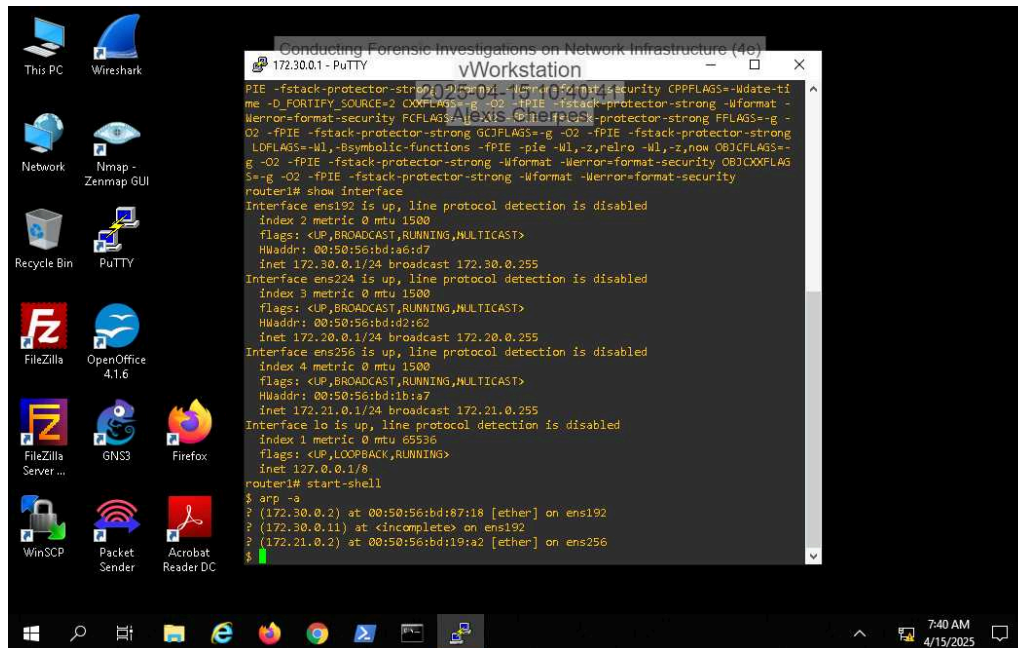 This PC
Wireshark
Network
Nmap -
Zenmap GUI
Recycle Bin
PuTTY
FileZilla
OpenOffice
4.1.6
FileZilla
Server ...
GNS3
Firefox
WinSCP
Packet
Sender
Acrobat
Reader DC
Conducting Forensic Investigations on Network Infrastructure (4e)
vWorkstation
2025-04-15 10:40:41
Alexis Cherpes
172.30.0.1 - PuTTY
PIE -fstack-protector-strong -Wformat -Werror=format-security CPPFLAGS=-Wdate-ti
me -D_FORTIFY_SOURCE=2 CXXFLAGS=-g -O2 -fPIE -fstack-protector-strong -Wformat -
Werror=format-security FCFLAGS=-g -O2 -fPIE -fstack-protector-strong FFLAGS=-g -
O2 -fPIE -fstack-protector-strong GCJFLAGS=-g -O2 -fPIE -fstack-protector-strong
LDFLAGS=-Wl,-Bsymbolic-functions -fPIE -pie -Wl,-z,relro -Wl,-z,now OBJCFLAGS=-
g -O2 -fPIE -fstack-protector-strong -Wformat -Werror=format-security OBJCXXFLAG
S=-g -O2 -fPIE -fstack-protector-strong -Wformat -Werror=format-security
router1# show interface
Interface ens192 is up, line protocol detection is disabled
index 2 metric 0 mtu 1500
flags: <UP,BROADCAST,RUNNING,MULTICAST>
HWaddr: 00:50:56:bd:a6:d7
inet 172.30.0.1/24 broadcast 172.30.0.255
Interface ens224 is up, line protocol detection is disabled
index 3 metric 0 mtu 1500
flags: <UP,BROADCAST,RUNNING,MULTICAST>
HWaddr: 00:50:56:bd:d2:62
inet 172.20.0.1/24 broadcast 172.20.0.255
Interface ens256 is up, line protocol detection is disabled
index 4 metric 0 mtu 1500
flags: <UP,BROADCAST,RUNNING,MULTICAST>
HWaddr: 00:50:56:bd:1b:a7
inet 172.21.0.1/24 broadcast 172.21.0.255
Interface lo is up, line protocol detection is disabled
index 1 metric 0 mtu 65536
flags: <UP,LOOPBACK,RUNNING>
inet 127.0.0.1/8
router1# start-shell
$ arp -a
? (172.30.0.2) at 00:50:56:bd:87:18 [ether] on ens192
? (172.30.0.11) at <incomplete> on ens192
? (172.21.0.2) at 00:50:56:bd:19:a2 [ether] on ens256
$
7:40 AM
4/15/2025